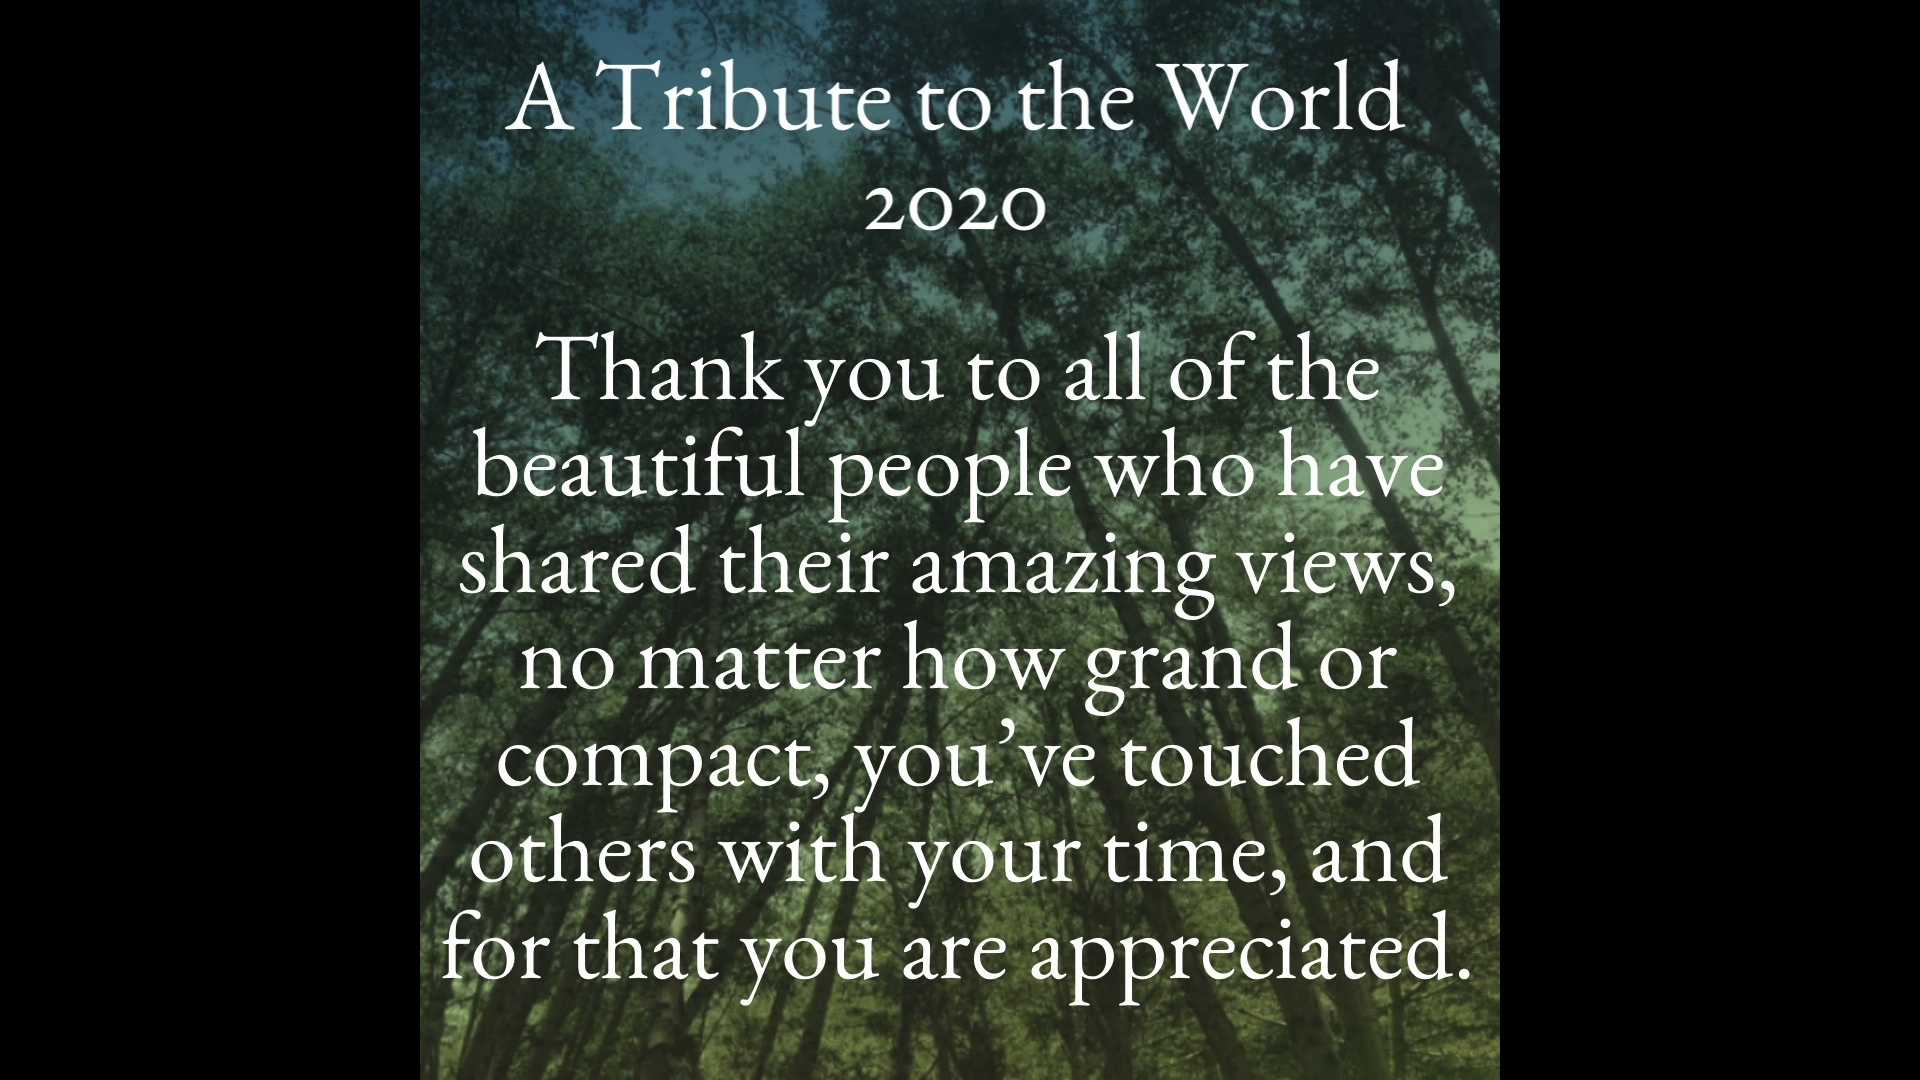 A Tribute to the World
2020
Thank you to all of the
beautiful people who have
shared their amazing views,
no matter how grand or
compact, you’ve touched
others with your time, and
for that you are appreciated.